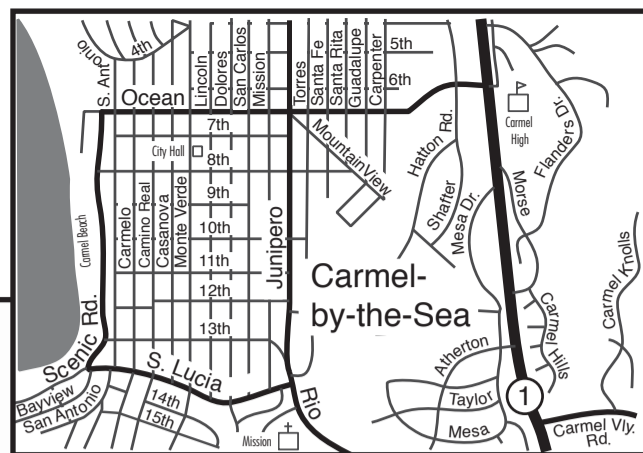 S. Antonio
4th
Lincoln
Dolores
San Carlos
Mission
Torres
Santa Fe
Santa Rita
Guadalupe
Carpenter
5th
6th
Ocean
7th
City Hall
8th
Mountain View
Hatton Rd.
Carmel
High
Flanders Dr.
Shafter
Mesa Dr.
Morse
Carmel Beach
Carmelo
Camino Real
Casanova
Monte Verde
9th
10th
11th
12th
13th
Junipero
Carmel-
by-the-Sea
Scenic Rd.
S. Lucia
Bayview
San Antonio
14th
15th
Mission
Rio
Atherton
Taylor
Mesa
1
Carmel Hills
Carmel Knolls
Carmel Vly.
Rd.